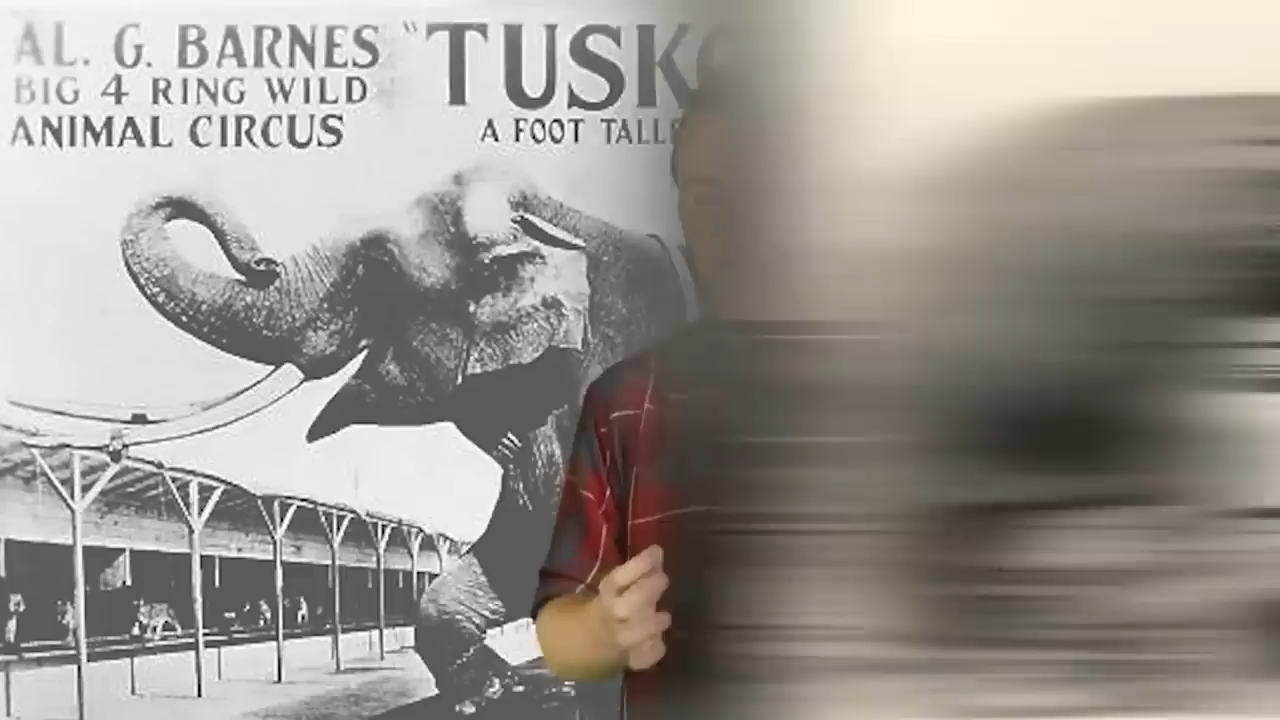 AL. G. BARNES
BIG 4 RING WILD
ANIMAL CIRCUS
"TUSK
A FOOT TALL